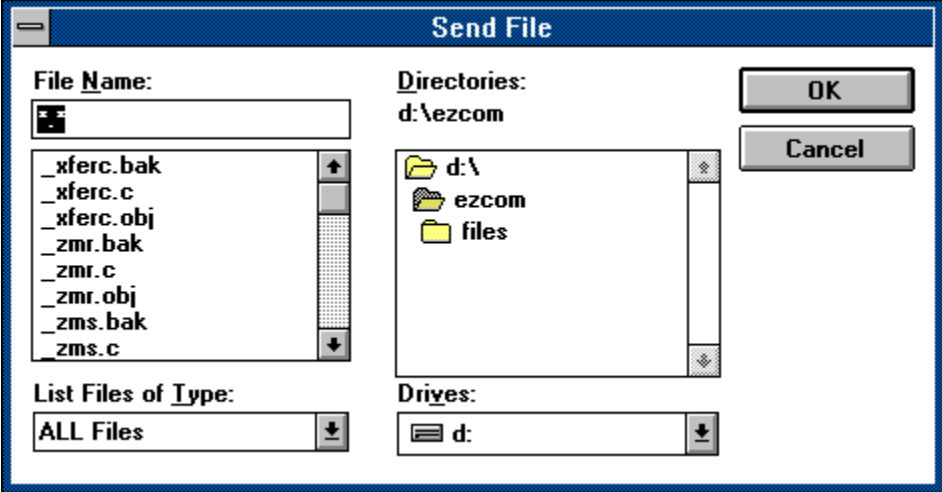 Send File
File Name:
*.*
_xferc.bak
_xferc.c
_xferc.obj
_zmr.bak
_zmr.c
_zmr.obj
_zms.bak
_zms.c
List Files of Type:
ALL Files
Directories:
d:\ezcom
d:\
ezcom
files
Drives:
d:
OK
Cancel